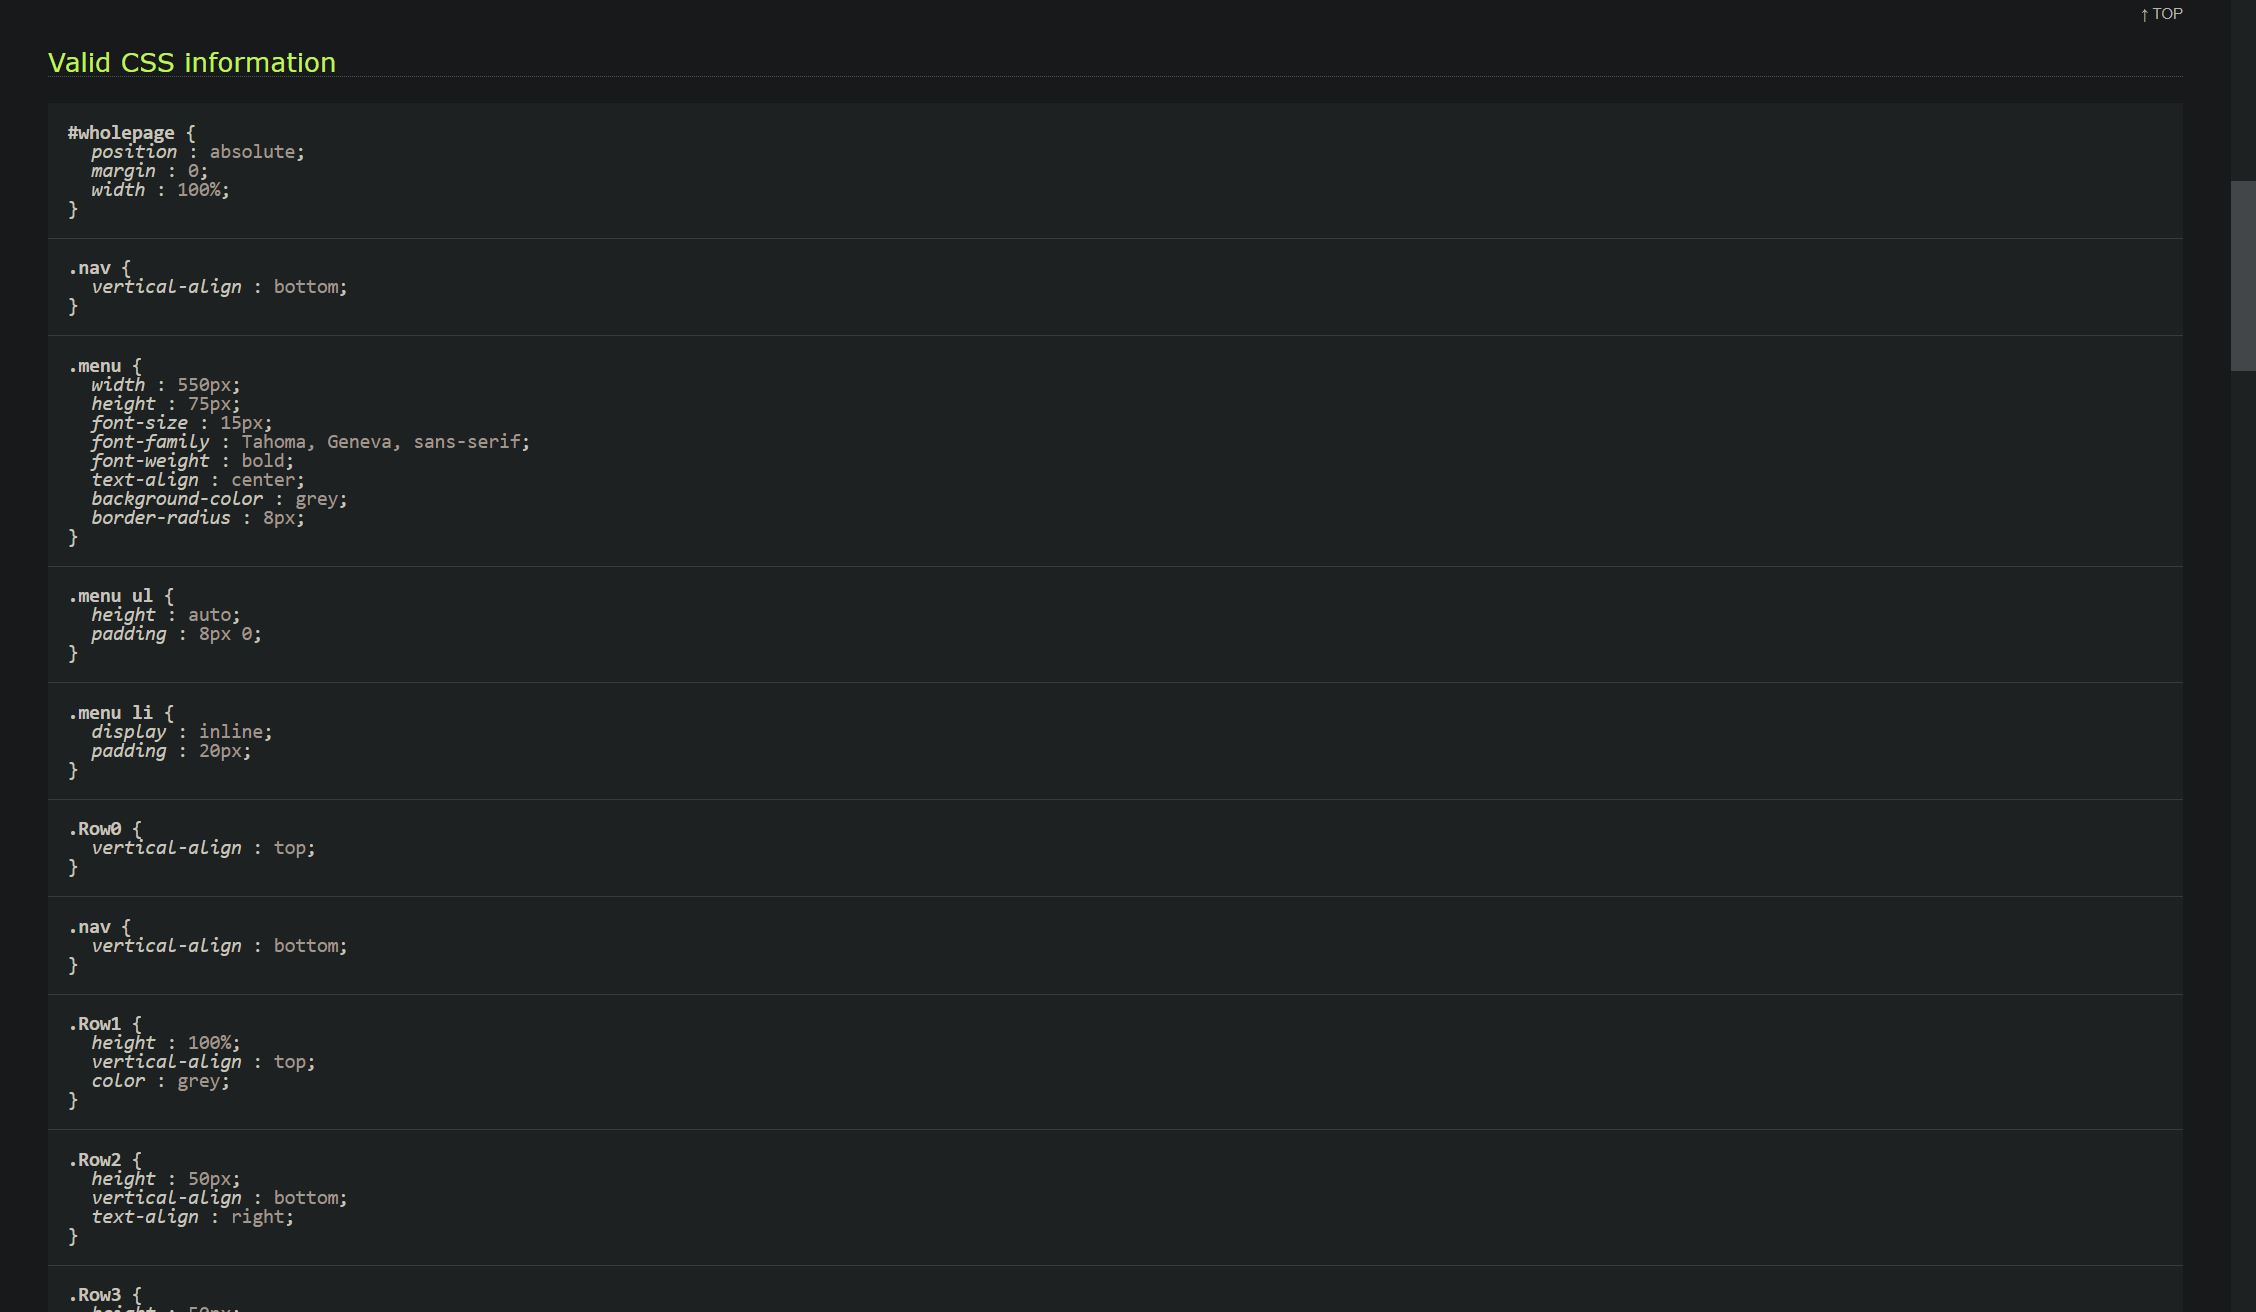 ↑ TOP
Valid CSS information
#wholepage {
position : absolute;
margin : 0;
width : 100%;
}
.nav {
vertical-align : bottom;
}
.menu {
width : 550px;
height : 75px;
font-size : 15px;
font-family : Tahoma, Geneva, sans-serif;
font-weight : bold;
text-align : center;
background-color : grey;
border-radius : 8px;
}
.menu ul {
height : auto;
padding : 8px 0;
}
.menu li {
display : inline;
padding : 20px;
}
.Row0 {
vertical-align : top;
}
.nav {
vertical-align : bottom;
}
.Row1 {
height : 100%;
vertical-align : top;
color : grey;
}
.Row2 {
height : 50px;
vertical-align : bottom;
text-align : right;
}
.Row3 {
height : 50px;